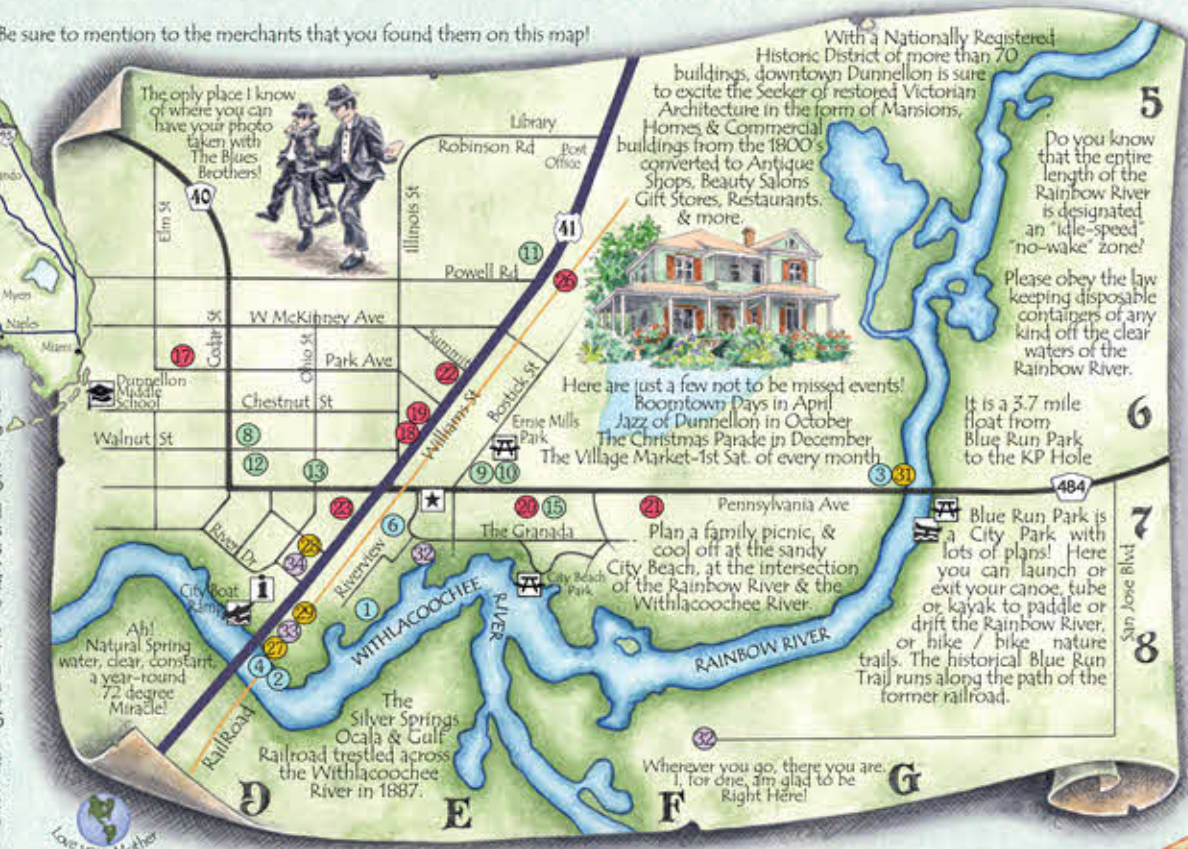 Be sure to mention to the merchants that you found them on this map!
The only place I know
of where you can
have your photo
taken with
The Blues
Brothers!
With a Nationally Registered
Historic District of more than 70
buildings, downtown Dunnellon is sure
to excite the Seeker of restored Victorian
Architecture in the form of Mansions,
Homes & Commercial
buildings from the 1800's
converted to Antique
Shops, Beauty Salons
Gift Stores, Restaurants.
& more.
5
Do you know
that the entire
length of the
Rainbow River
is designated
an "idle-speed"
"no-wake" zone?
Please obey the law
keeping disposable
containers of any
kind off the clear
waters of the
Rainbow River.
It is a 3.7 mile
float from
Blue Run Park
to the KP Hole
6
Library
Robinson Rd
Post
Office
40
Elm St
Illinois St
41
11
Powell Rd
26
Myers
Naples
Miami
W McKinney Ave
Cedar St
Ohio St
Summit
17
Park Ave
22
Dunnellon
Middle
School
Chestnut St
19
18
Williams St
Bostick St
Walnut St
8
12
13
Ernie Mills
Park
9
10
Here are just a few not to be missed events!
Boomtown Days in April
Jazz of Dunnellon in October
The Christmas Parade in December
The Village Market-1st Sat. of every month
3
31
484
23
6
20
15
21
Pennsylvania Ave
The Granada
River Dr
28
34
Riverview
32
Plan a family picnic, &
cool off at the sandy
City Beach, at the intersection
of the Rainbow River & the
Withlacoochee River.
7
Blue Run Park is
a City Park with
lots of plans! Here
you can launch or
exit your canoe, tube
or kayak to paddle or
drift the Rainbow River,
or hike / bike nature
trails. The historical Blue Run
Trail runs along the path of the
former railroad.
San Jose Blvd
8
City Boat
Ramp
i
City Beach
Park
29
1
33
27
4
2
WITHLACOOCHEE
RIVER
RAINBOW RIVER
Ah!
Natural Spring
water, clear, constant,
a year-round
72 degree
Miracle!
RailRoad
The
Silver Springs
Ocala & Gulf
Railroad trestled across
the Withlacoochee
River in 1887.
32
Wherever you go, there you are.
I, for one, am glad to be
Right Here!
D
E
F
G